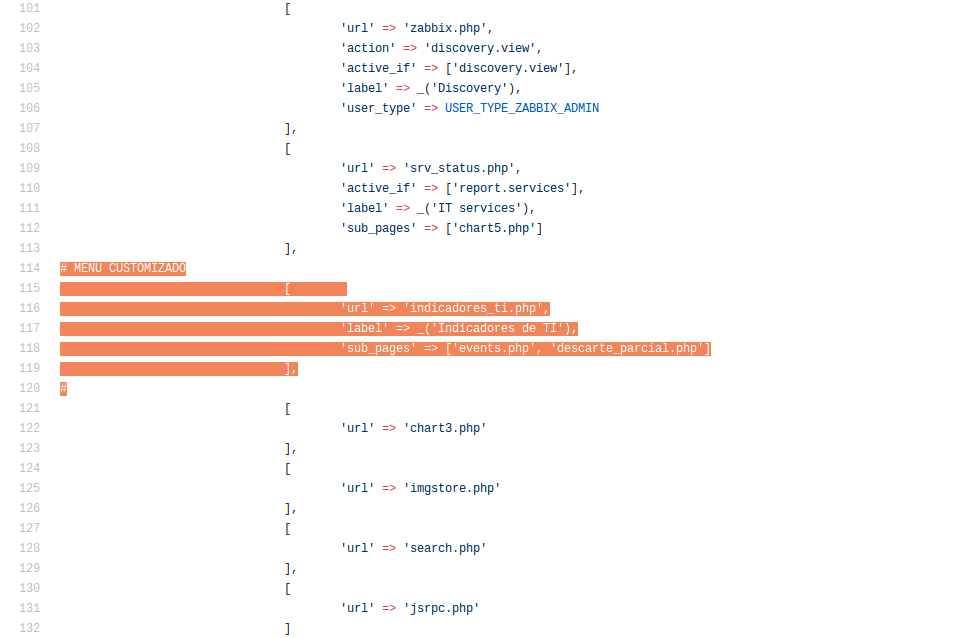 101 [
102 'url' => 'zabbix.php',
103 'action' => 'discovery.view',
104 'active_if' => ['discovery.view'],
105 'label' => _('Discovery'),
106 'user_type' => USER_TYPE_ZABBIX_ADMIN
107 ],
108 [
109 'url' => 'srv_status.php',
110 'active_if' => ['report.services'],
111 'label' => _('IT services'),
112 'sub_pages' => ['chart5.php']
113 ],
114 # MENU CUSTOMIZADO
115 [
116 'url' => 'indicadores_ti.php',
117 'label' => _('Indicadores de TI'),
118 'sub_pages' => ['events.php', 'descarte_parcial.php']
119 ],
120 #
121 [
122 'url' => 'chart3.php'
123 ],
124 [
125 'url' => 'imgstore.php'
126 ],
127 [
128 'url' => 'search.php'
129 ],
130 [
131 'url' => 'jsrpc.php'
132 ]